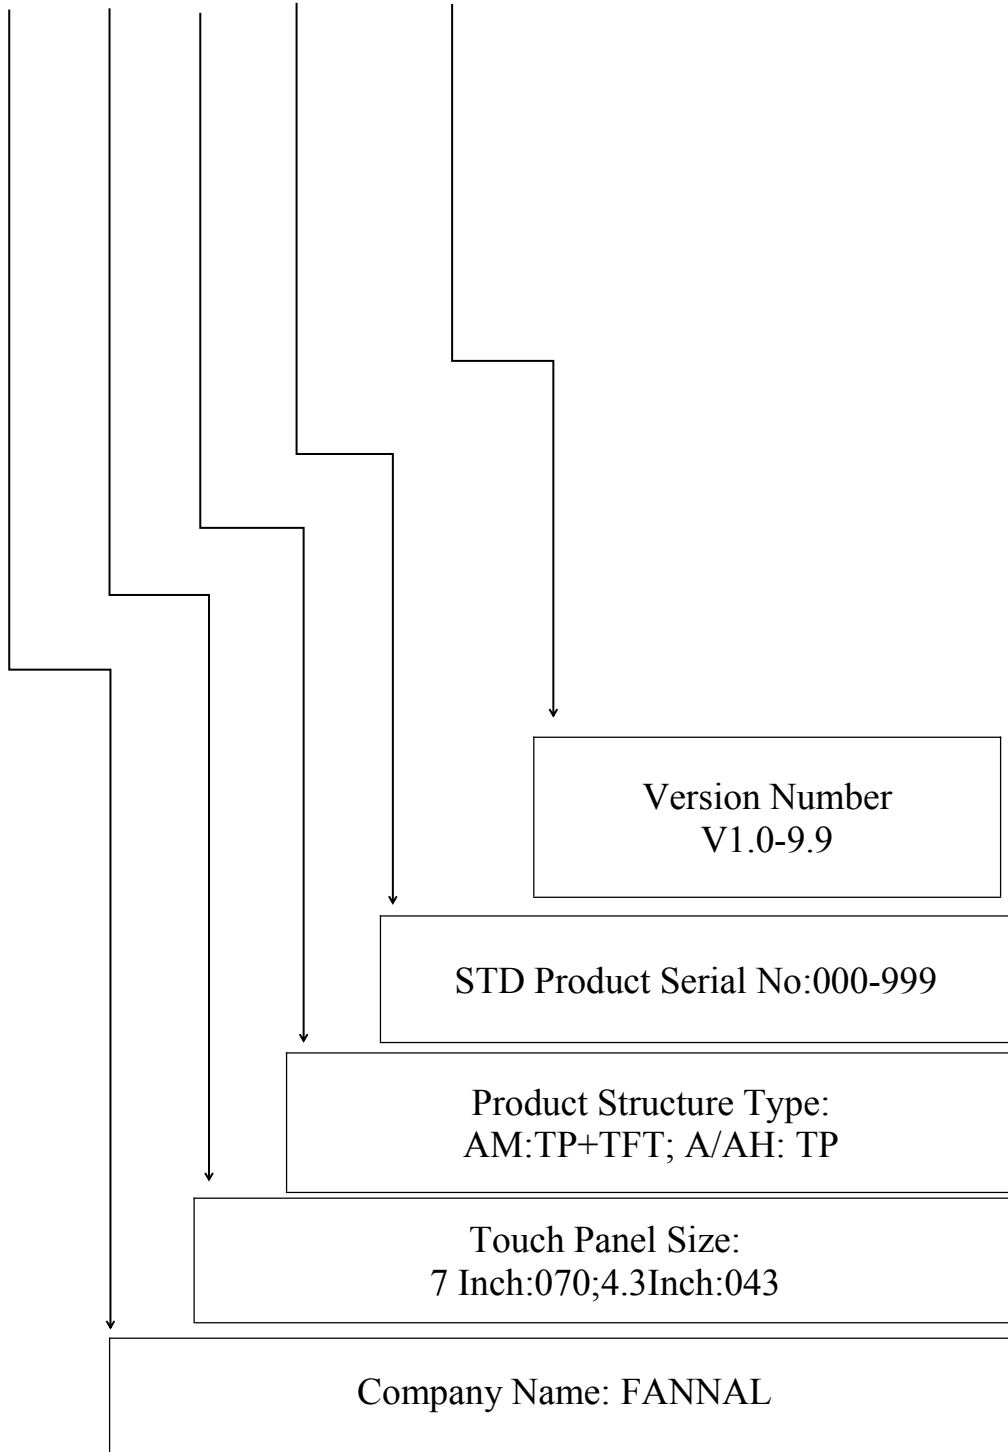 Version Number
V1.0-9.9
STD Product Serial No:000-999
Product Structure Type:
AM:TP+TFT; A/AH: TP
Touch Panel Size:
7 Inch:070;4.3Inch:043
Company Name: FANNAL